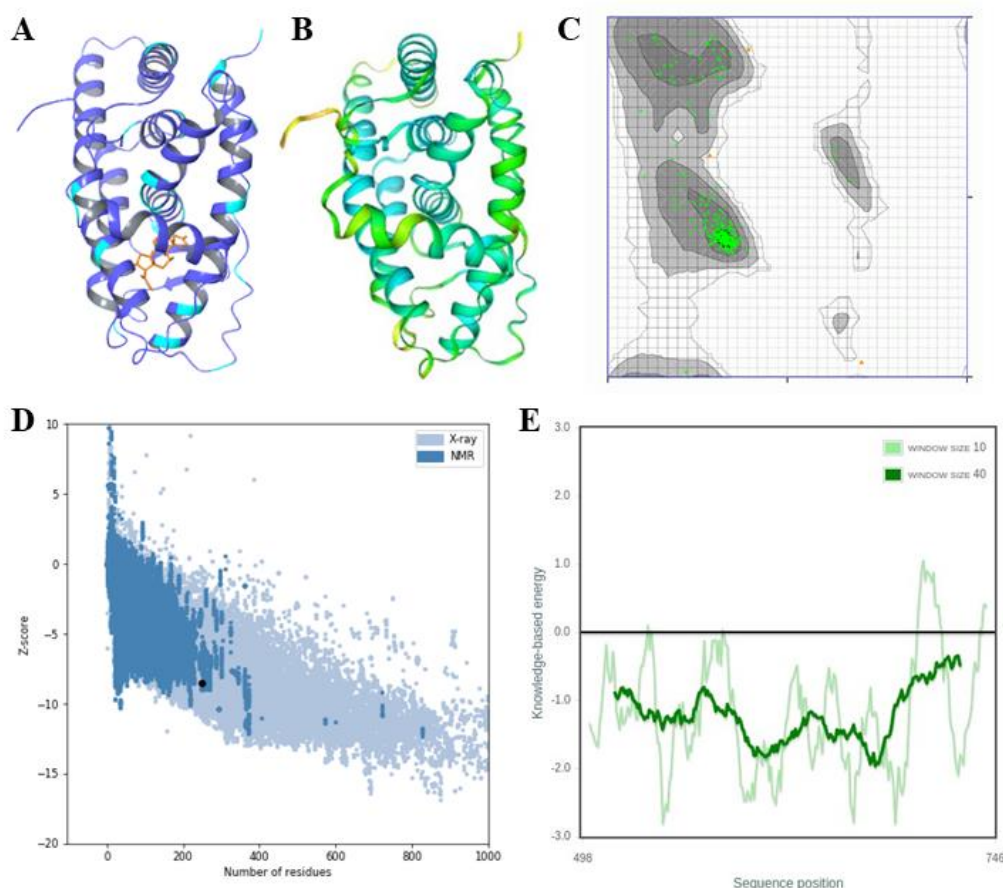 A
B
C
D
10
5
0
−5
−10
−15
−20
Z-score
X-ray
NMR
0
200
400
600
800
1000
Number of residues
E
3.0
2.0
1.0
0.0
-1.0
-2.0
-3.0
Knowledge-based energy
WINDOW SIZE 10
WINDOW SIZE 40
498
746
Sequence position